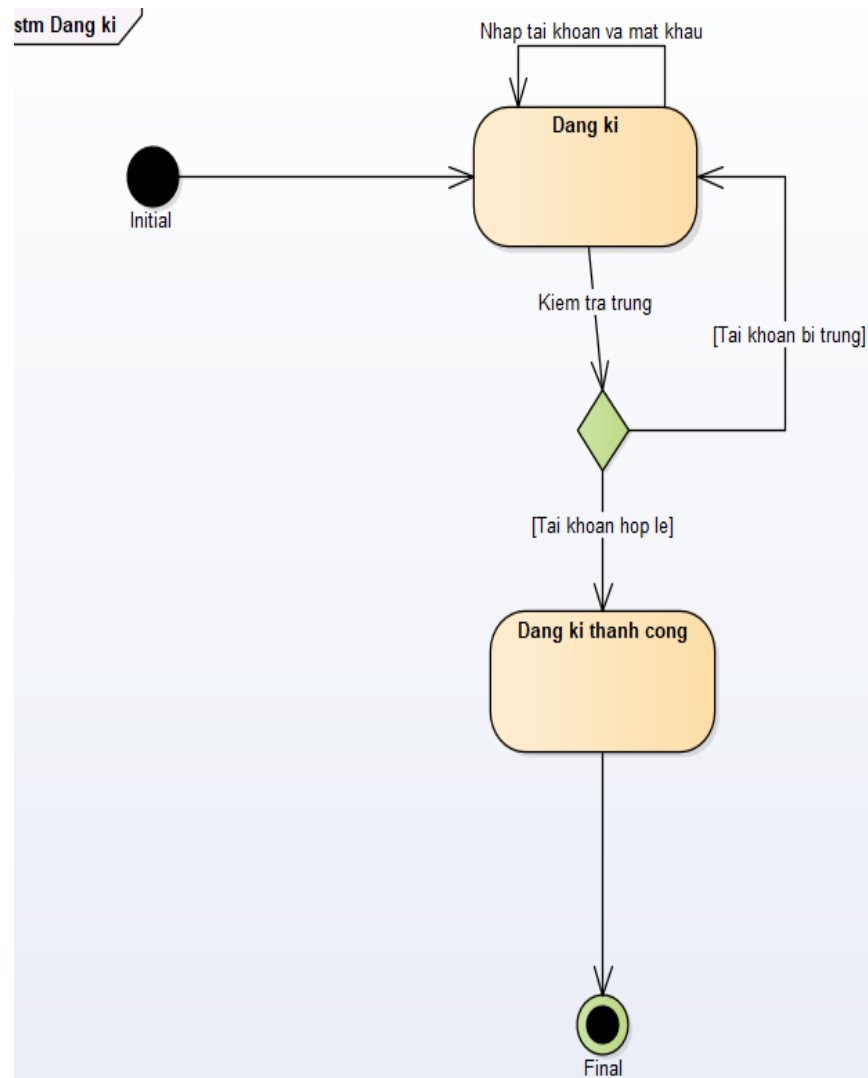 stm Dang ki
Nhap tai khoan va mat khau
Dang ki
Initial
Kiem tra trung
[Tai khoan bi trung]
[Tai khoan hop le]
Dang ki thanh cong
Final